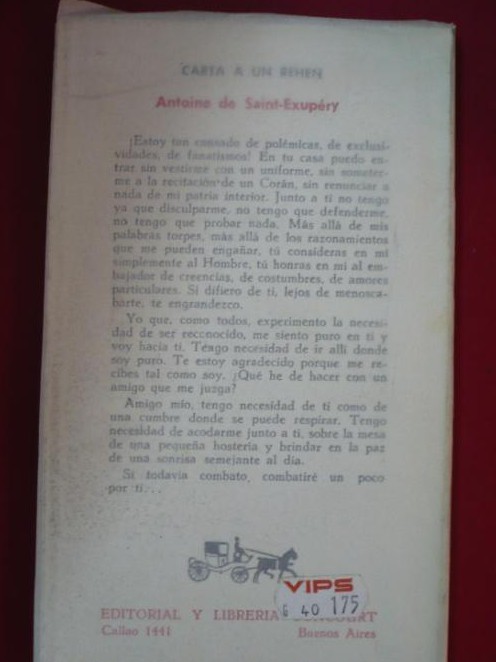 CARTA A UN REHEN
Antoine de Saint-Exupéry
¡Estoy tan cansado de polémicas, de exclusi-
vidades, de fanatismos! En tu casa puedo en-
trar sin vestirme con un uniforme, sin someter-
me a la recitación de un Corán, sin renunciar a
nada de mi patria interior. Junto a ti no tengo
ya que disculparme, no tengo que defenderme,
no tengo que probar nada. Más allá de mis
palabras torpes, más allá de los razonamientos
que me pueden engañar, tú consideras en mí
simplemente al Hombre, tú honras en mí al em-
bajador de creencias, de costumbres, de amores
particulares. Si difiero de ti, lejos de menosca-
barte, te engrandezco.
Yo que, como todos, experimento la necesi-
dad de ser reconocido, me siento puro en ti y
voy hacia ti. Tengo necesidad de ir allí donde
soy puro. Te estoy agradecido porque me re-
cibes tal como soy. ¿Qué he de hacer con un
amigo que me juzga?
Amigo mío, tengo necesidad de ti como de
una cumbre donde se puede respirar. Tengo
necesidad de acodarme junto a ti, sobre la mesa
de una pequeña hostería y brindar en la paz
de una sonrisa semejante al día.
Si todavía combato, combatiré un poco
por ti...
VIPS
G 40 175
EDITORIAL Y LIBRERIA
Callao 1441 Buenos Aires